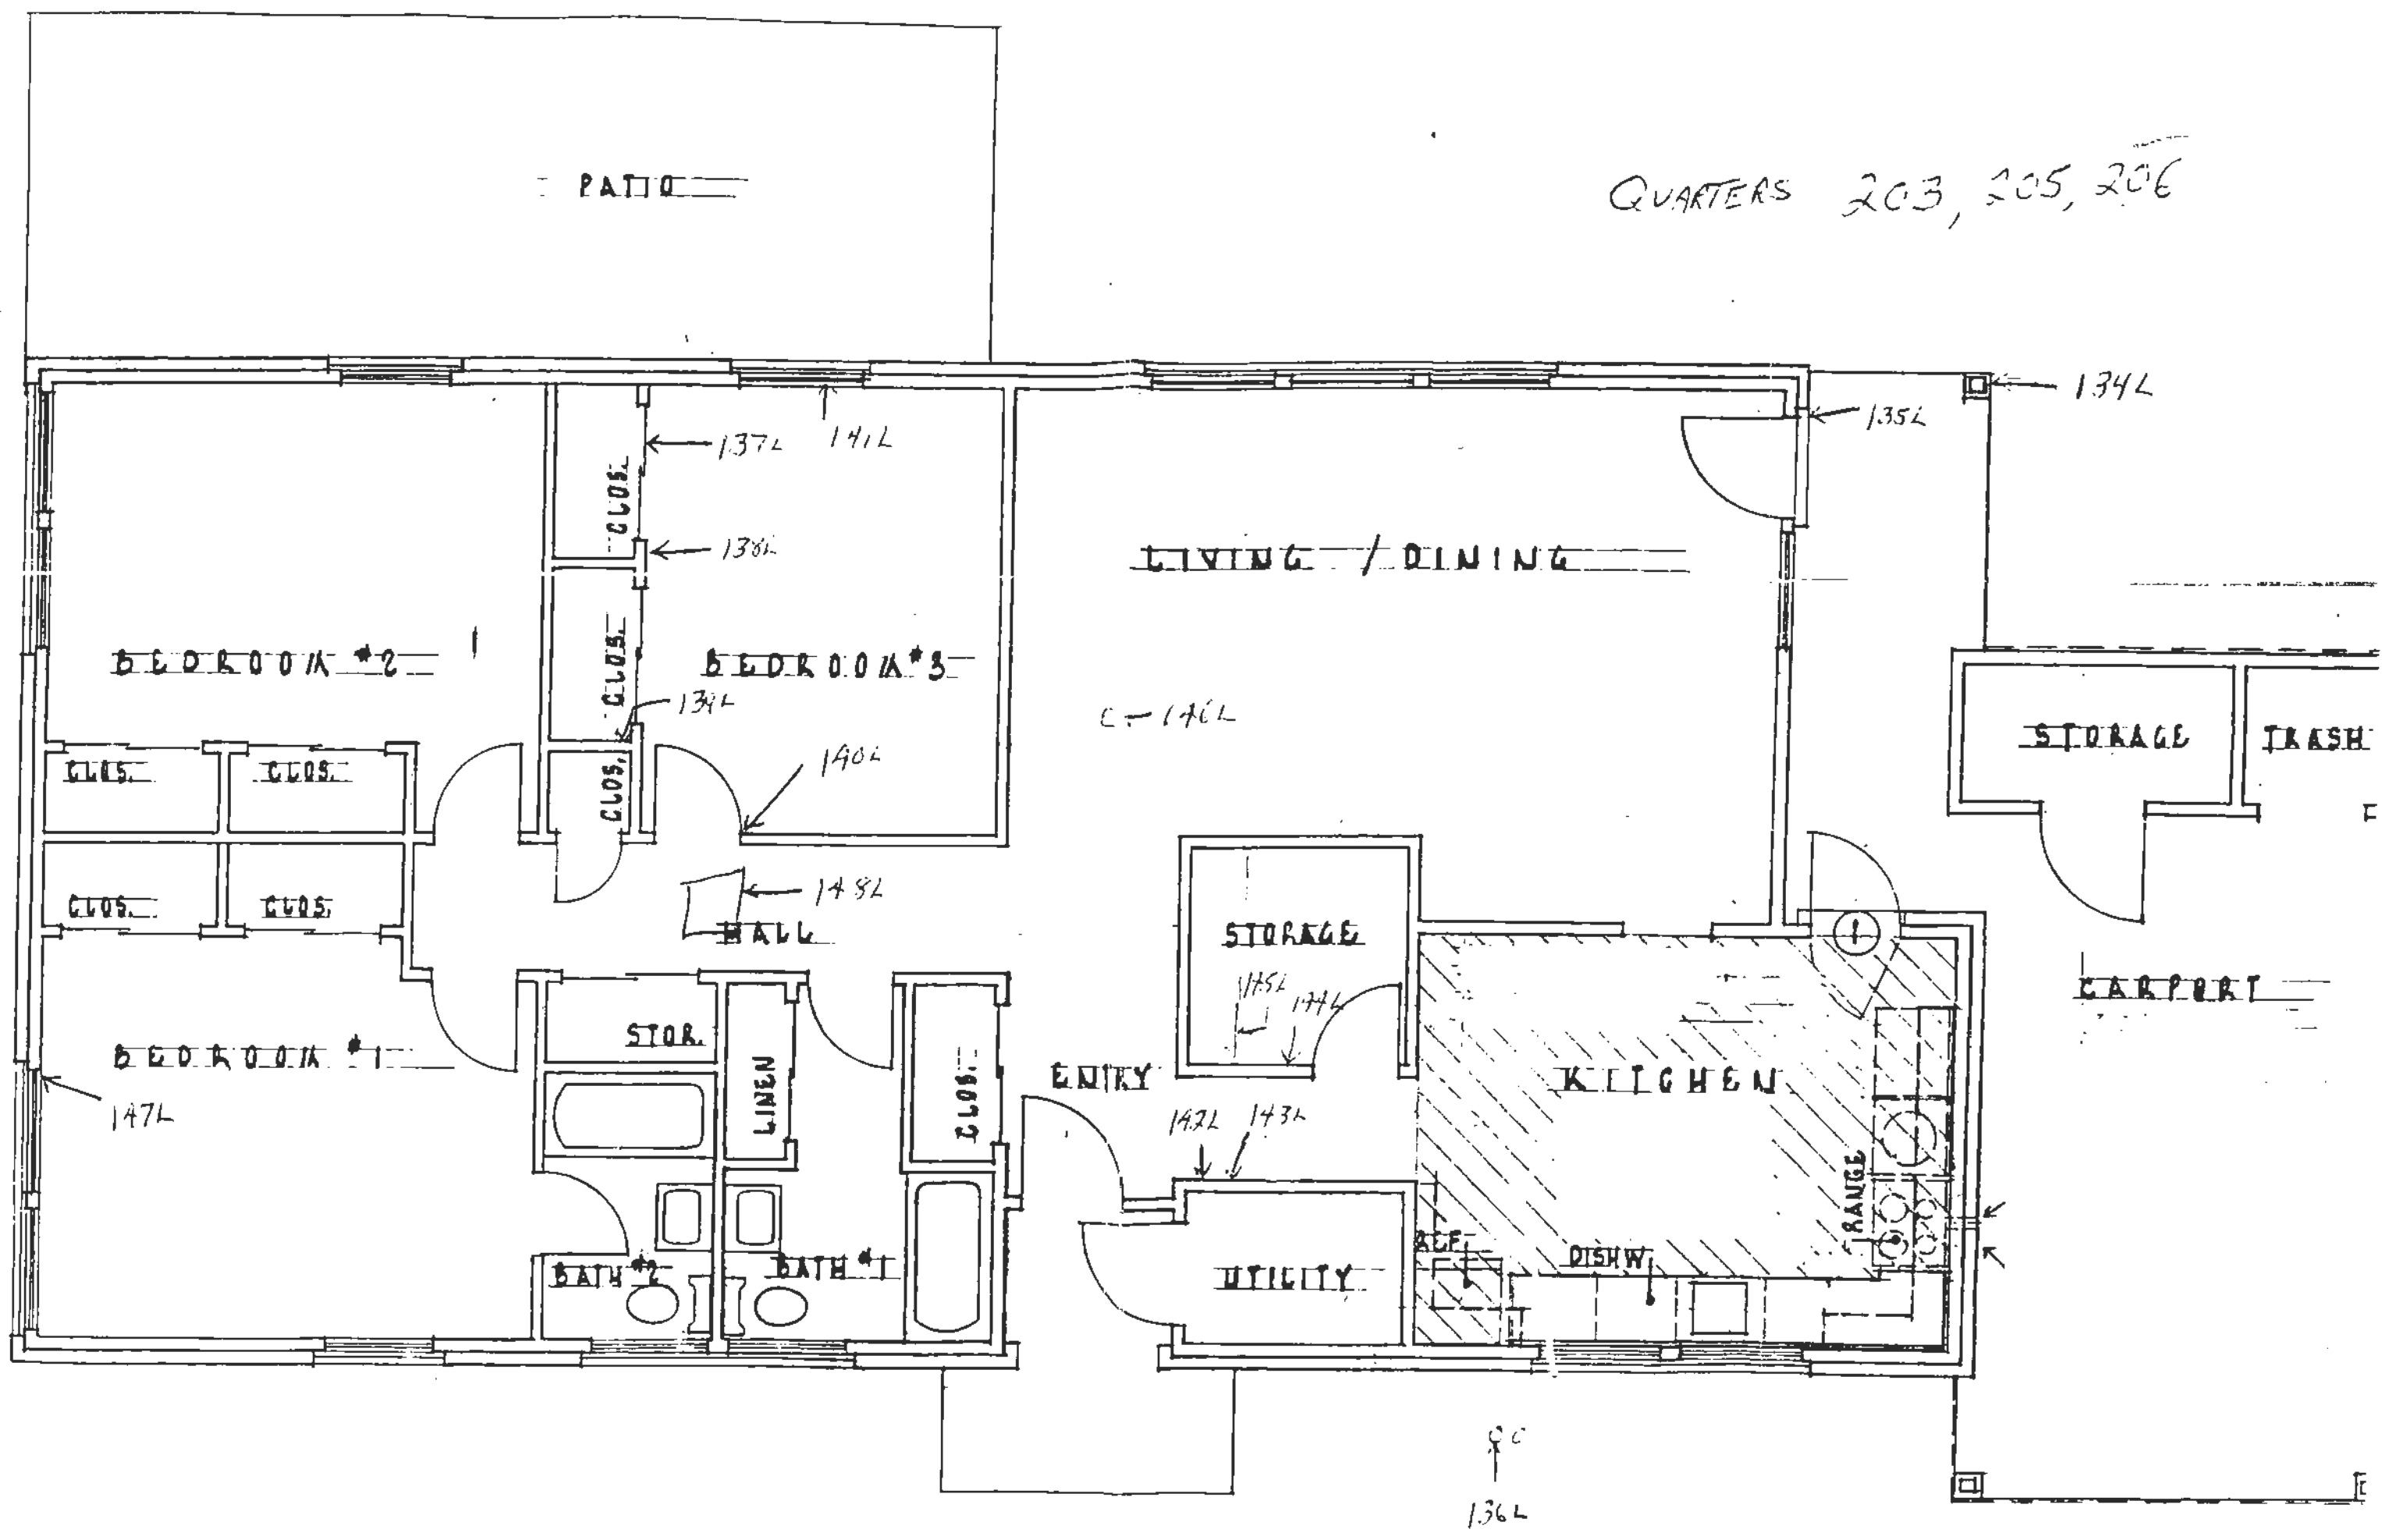 PATIO
QUARTERS 203, 205, 206
134L
135L
137L
141L
CLOS.
138L
LIVING / DINING
BEDROOM #2
CLOS.
BEDROOM #3
139L
146L
STORAGE
TRASH
CLOS.
CLOS.
CLOS.
140L
CLOS.
CLOS.
148L
HALL
STORAGE
CARPORT
145L
144L
STOR.
BEDROOM #1
LINEN
CLOS.
ENTRY
KITCHEN
147L
142L
143L
RANGE
REF.
DISHW.
BATH #2
BATH #1
UTILITY
136L